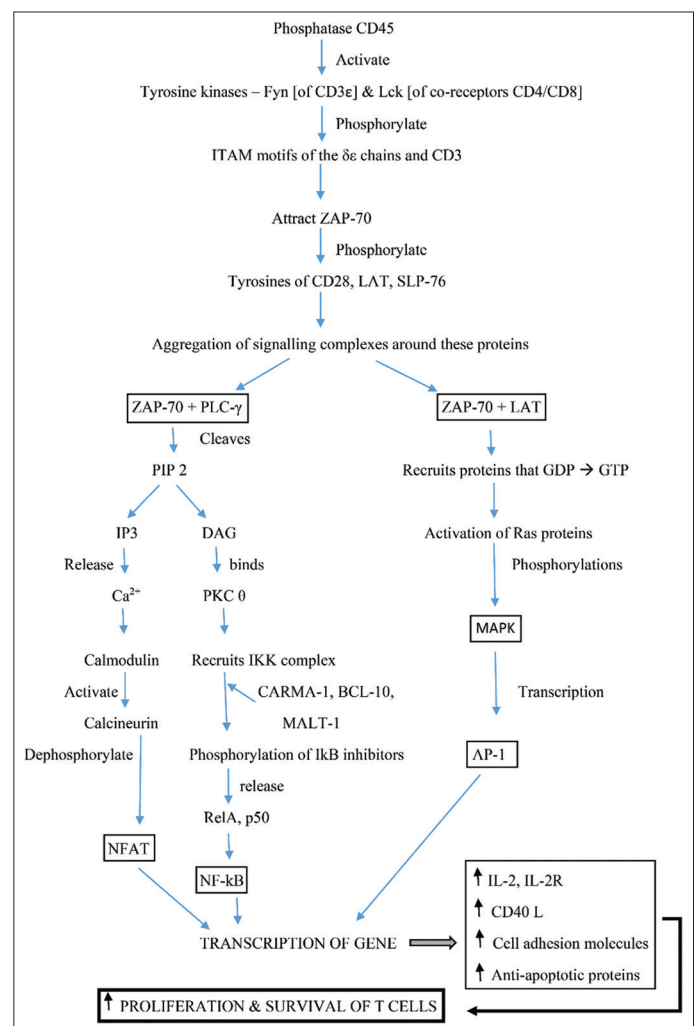 Phosphatase CD45
Activate
Tyrosine kinases – Fyn [of CD3ε] & Lck [of co-receptors CD4/CD8]
Phosphorylate
ITAM motifs of the δε chains and CD3
Attract ZAP-70
Phosphorylate
Tyrosines of CD28, LAT, SLP-76
Aggregation of signalling complexes around these proteins
ZAP-70 + PLC-γ
ZAP-70 + LAT
Cleaves
PIP 2
Recruits proteins that GDP → GTP
IP3
DAG
Activation of Ras proteins
Release
binds
Phosphorylations
Ca²⁺
PKC θ
MAPK
Calmodulin
Recruits IKK complex
Activate
CARMA-1, BCL-10,
MALT-1
Transcription
Calcineurin
Dephosphorylate
Phosphorylation of IkB inhibitors
AP-1
release
RelA, p50
NFAT
NF-kB
IL-2, IL-2R
CD40 L
Cell adhesion molecules
Anti-apoptotic proteins
TRANSCRIPTION OF GENE
PROLIFERATION & SURVIVAL OF T CELLS